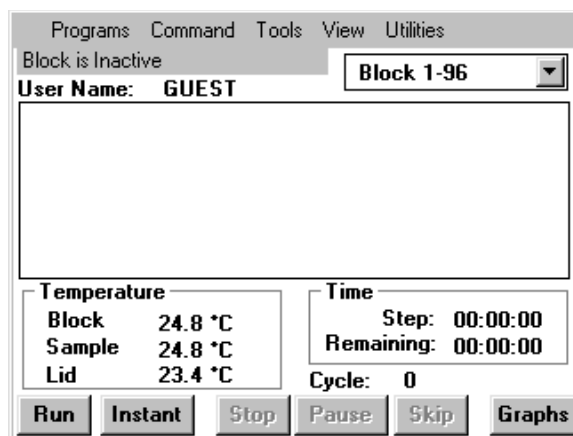 Programs Command Tools View Utilities
Block is Inactive
Block 1-96
User Name: GUEST
Temperature
Block 24.8 °C
Sample 24.8 °C
Lid 23.4 °C
Time
Step: 00:00:00
Remaining: 00:00:00
Cycle: 0
Run Instant Stop Pause Skip Graphs